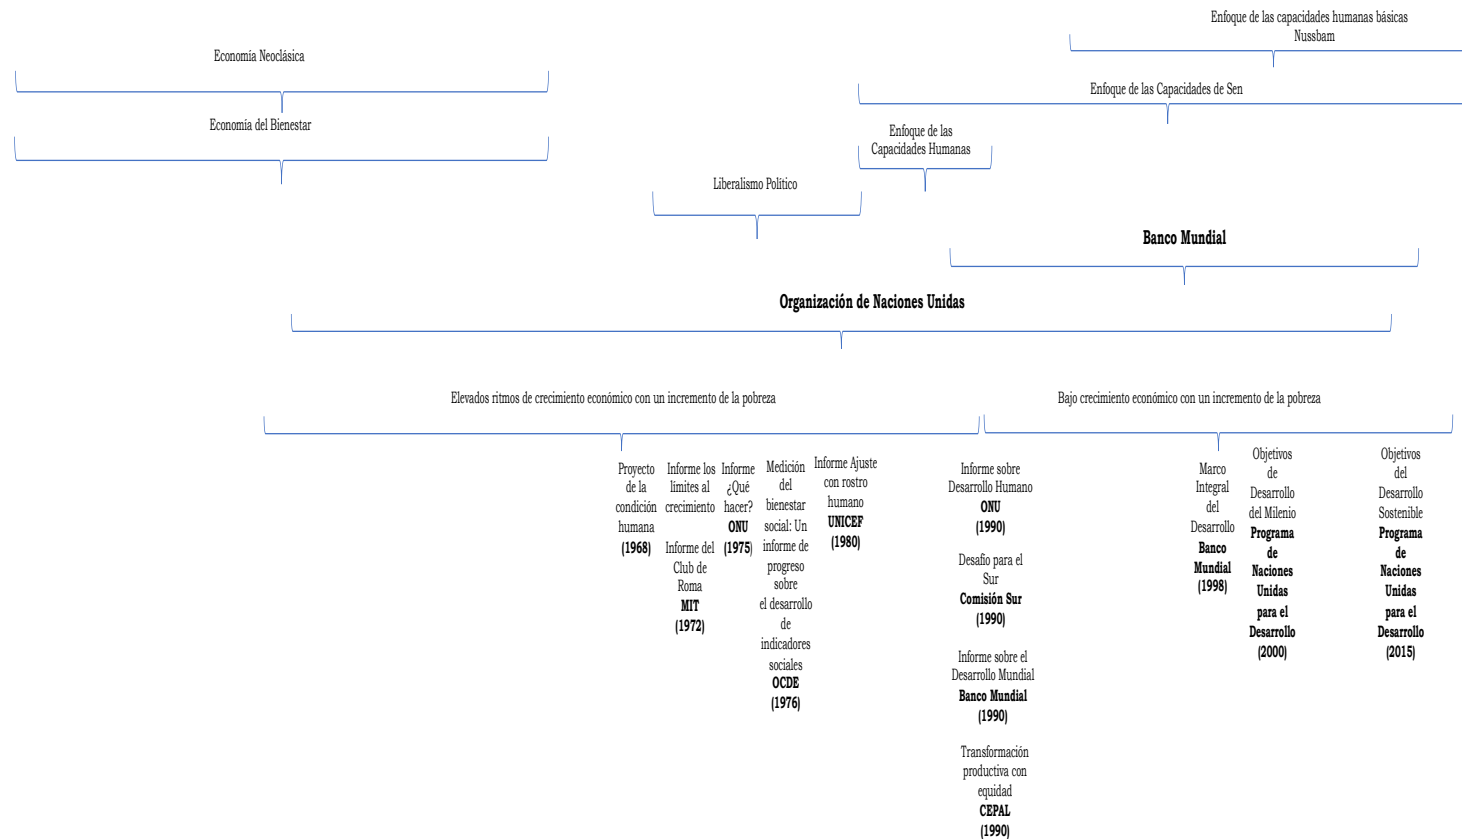 Enfoque de las capacidades humanas básicas
Nussbam
Economía Neoclásica
Enfoque de las Capacidades de Sen
Economía del Bienestar
Enfoque de las
Capacidades Humanas
Liberalismo Político
Banco Mundial
Organización de Naciones Unidas
Elevados ritmos de crecimiento económico con un incremento de la pobreza
Bajo crecimiento económico con un incremento de la pobreza
Proyecto
de la
condición
humana
(1968)
Informe los
límites al
crecimiento
Informe del
Club de
Roma
MIT
(1972)
Informe
¿Qué
hacer?
ONU
(1975)
Medición
del
bienestar
social: Un
informe de
progreso
sobre
el desarrollo
de
indicadores
sociales
OCDE
(1976)
Informe Ajuste
con rostro
humano
UNICEF
(1980)
Informe sobre
Desarrollo Humano
ONU
(1990)
Desafío para el
Sur
Comisión Sur
(1990)
Informe sobre el
Desarrollo Mundial
Banco Mundial
(1990)
Transformación
productiva con
equidad
CEPAL
(1990)
Marco
Integral
del
Desarrollo
Banco
Mundial
(1998)
Objetivos
de
Desarrollo
del Milenio
Programa
de
Naciones
Unidas
para el
Desarrollo
(2000)
Objetivos
del
Desarrollo
Sostenible
Programa
de
Naciones
Unidas
para el
Desarrollo
(2015)